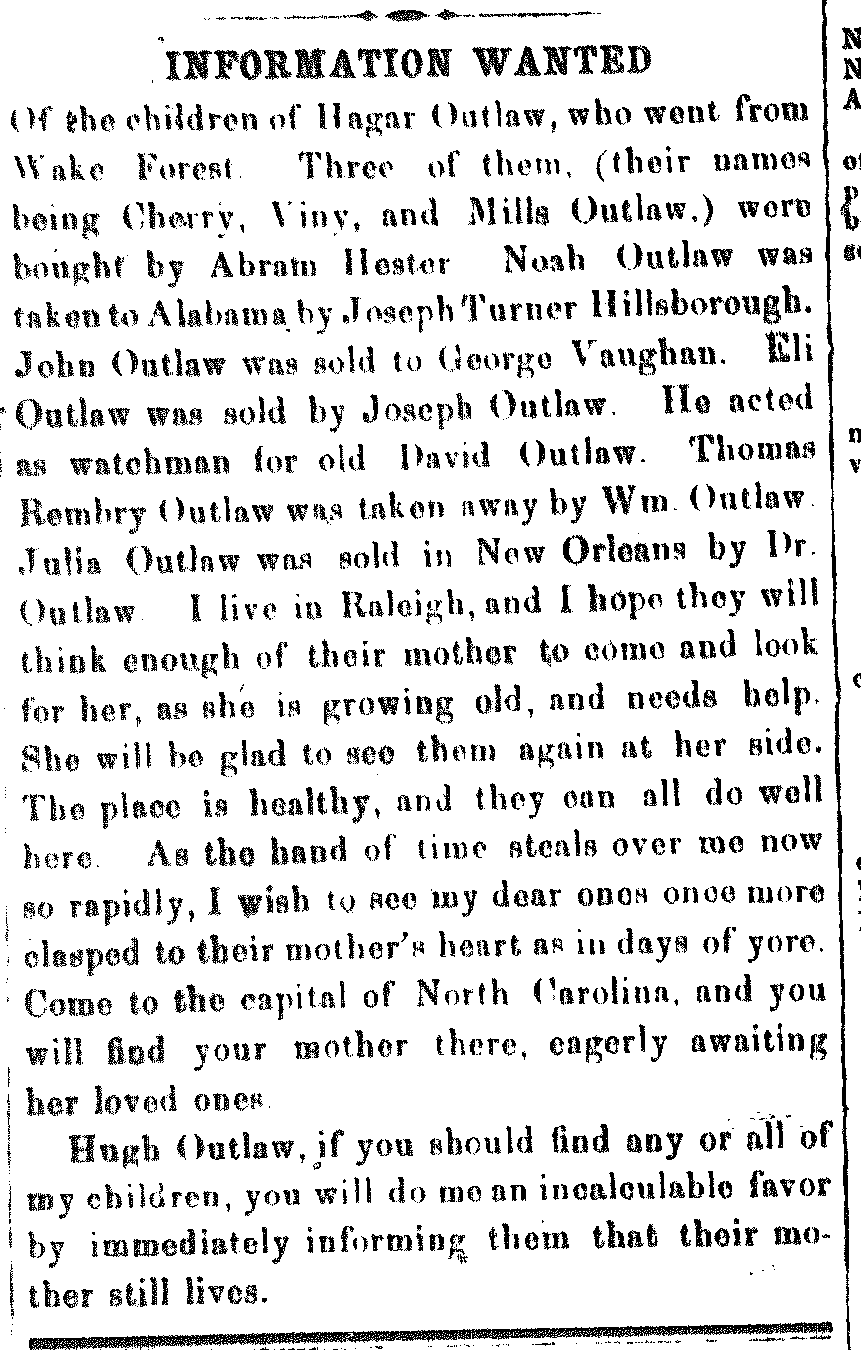 INFORMATION WANTED
Of the children of Hagar Outlaw, who went from
Wake Forest. Three of them, (their names
being Cherry, Viny, and Mills Outlaw,) were
bought by Abram Hester. Noah Outlaw was
taken to Alabama by Joseph Turner Hillsborough.
John Outlaw was sold to George Vaughan. Eli
Outlaw was sold by Joseph Outlaw. He acted
as watchman for old David Outlaw. Thomas
Rembry Outlaw was taken away by Wm. Outlaw.
Julia Outlaw was sold in New Orleans by Dr.
Outlaw. I live in Raleigh, and I hope they will
think enough of their mother to come and look
for her, as she is growing old, and needs help.
She will be glad to see them again at her side.
The place is healthy, and they can all do well
here. As the hand of time steals over me now
so rapidly, I wish to see my dear ones once more
clasped to their mother's heart as in days of yore.
Come to the capital of North Carolina, and you
will find your mother there, eagerly awaiting
her loved ones.
Hugh Outlaw, if you should find any or all of
my children, you will do me an incalculable favor
by immediately informing them that their mo-
ther still lives.